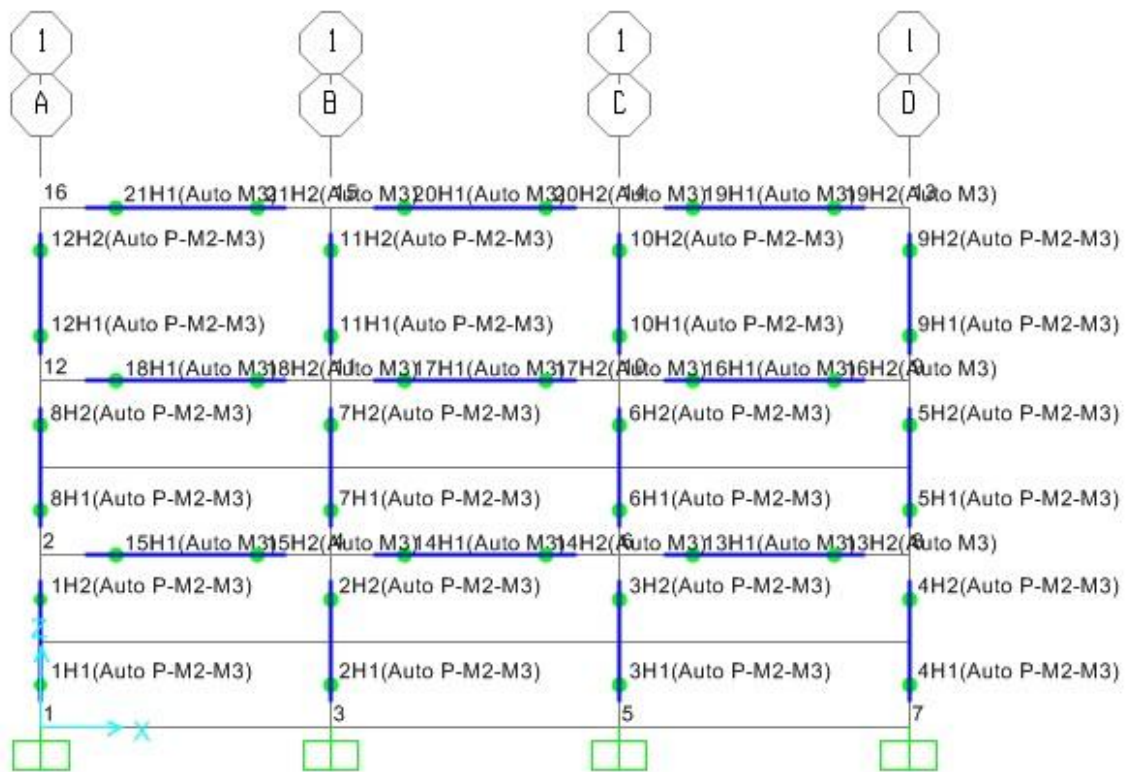 1 1 1 1
A B C D
16 21H1(Auto M3) 21H2(Auto M3) 15 20H1(Auto M3) 20H2(Auto M3) 14 19H1(Auto M3) 19H2(Auto M3) 13
12H2(Auto P-M2-M3) 11H2(Auto P-M2-M3) 10H2(Auto P-M2-M3) 9H2(Auto P-M2-M3)
12H1(Auto P-M2-M3) 11H1(Auto P-M2-M3) 10H1(Auto P-M2-M3) 9H1(Auto P-M2-M3)
12 18H1(Auto M3) 18H2(Auto M3) 11 17H1(Auto M3) 17H2(Auto M3) 10 16H1(Auto M3) 16H2(Auto M3) 9
8H2(Auto P-M2-M3) 7H2(Auto P-M2-M3) 6H2(Auto P-M2-M3) 5H2(Auto P-M2-M3)
8H1(Auto P-M2-M3) 7H1(Auto P-M2-M3) 6H1(Auto P-M2-M3) 5H1(Auto P-M2-M3)
2 15H1(Auto M3) 15H2(Auto M3) 4 14H1(Auto M3) 14H2(Auto M3) 6 13H1(Auto M3) 13H2(Auto M3) 8
1H2(Auto P-M2-M3) 2H2(Auto P-M2-M3) 3H2(Auto P-M2-M3) 4H2(Auto P-M2-M3)
Z
1H1(Auto P-M2-M3) 2H1(Auto P-M2-M3) 3H1(Auto P-M2-M3) 4H1(Auto P-M2-M3)
1 3 5 7
X